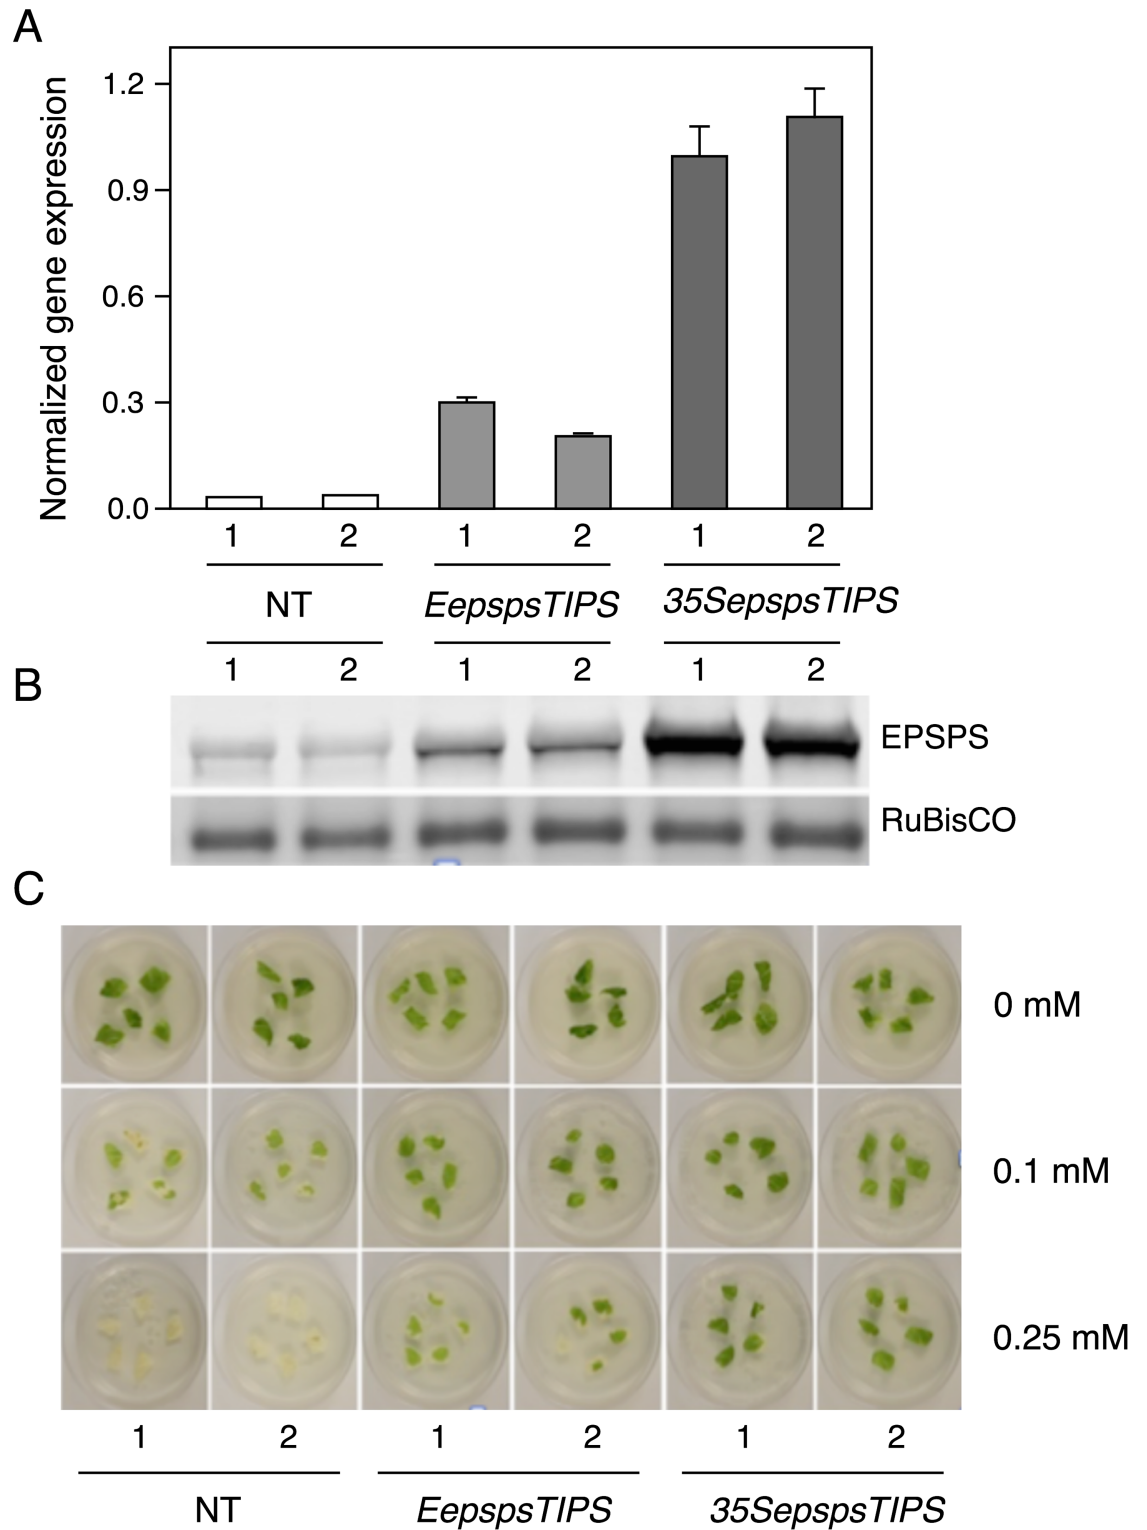 A
Normalized gene expression
1.2
0.9
0.6
0.3
0.0
1 2 1 2 1 2
NT EepspsTIPS 35SepspsTIPS
1 2 1 2 1 2
B
EPSPS
RuBisCO
C
0 mM
0.1 mM
0.25 mM
1 2 1 2 1 2
NT EepspsTIPS 35SepspsTIPS